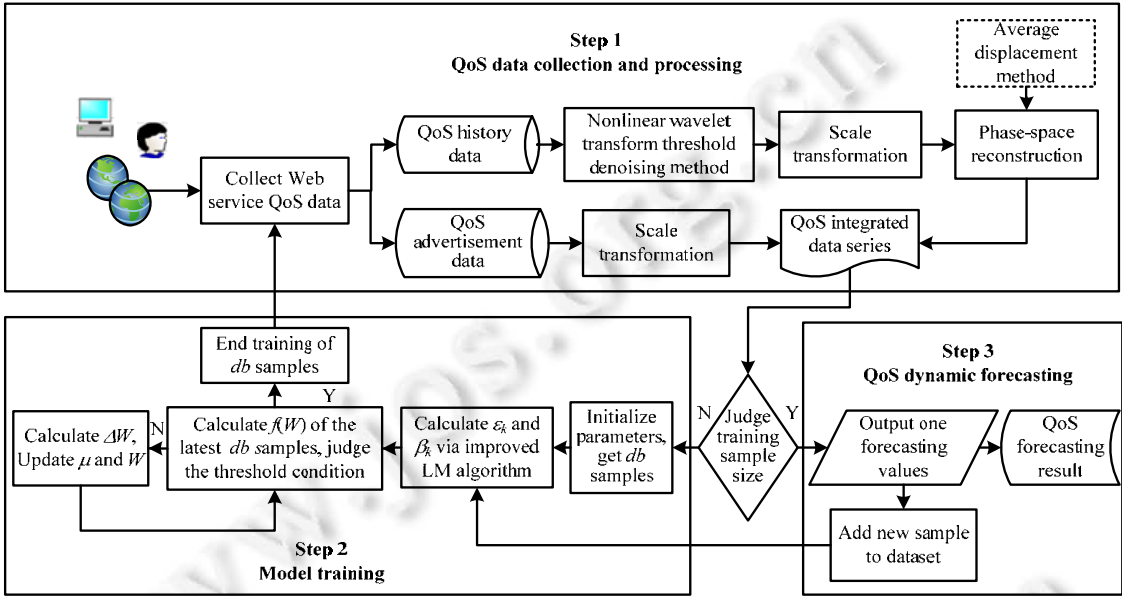 Step 1
QoS data collection and processing
Average
displacement
method
QoS history
data
Nonlinear wavelet
transform threshold
denoising method
Scale
transformation
Phase-space
reconstruction
Collect Web
service QoS data
QoS
advertisement
data
Scale
transformation
QoS integrated
data series
End training of
db samples
Y
Calculate ΔW,
Update μ and W
N
Calculate f(W) of the
latest db samples, judge
the threshold condition
Calculate εk and
βk via improved
LM algorithm
Initialize
parameters,
get db
samples
N
Judge
training
sample
size
Y
Step 2
Model training
Step 3
QoS dynamic forecasting
Output one
forecasting
values
QoS
forecasting
result
Add new sample
to dataset
www.jos.org.cn